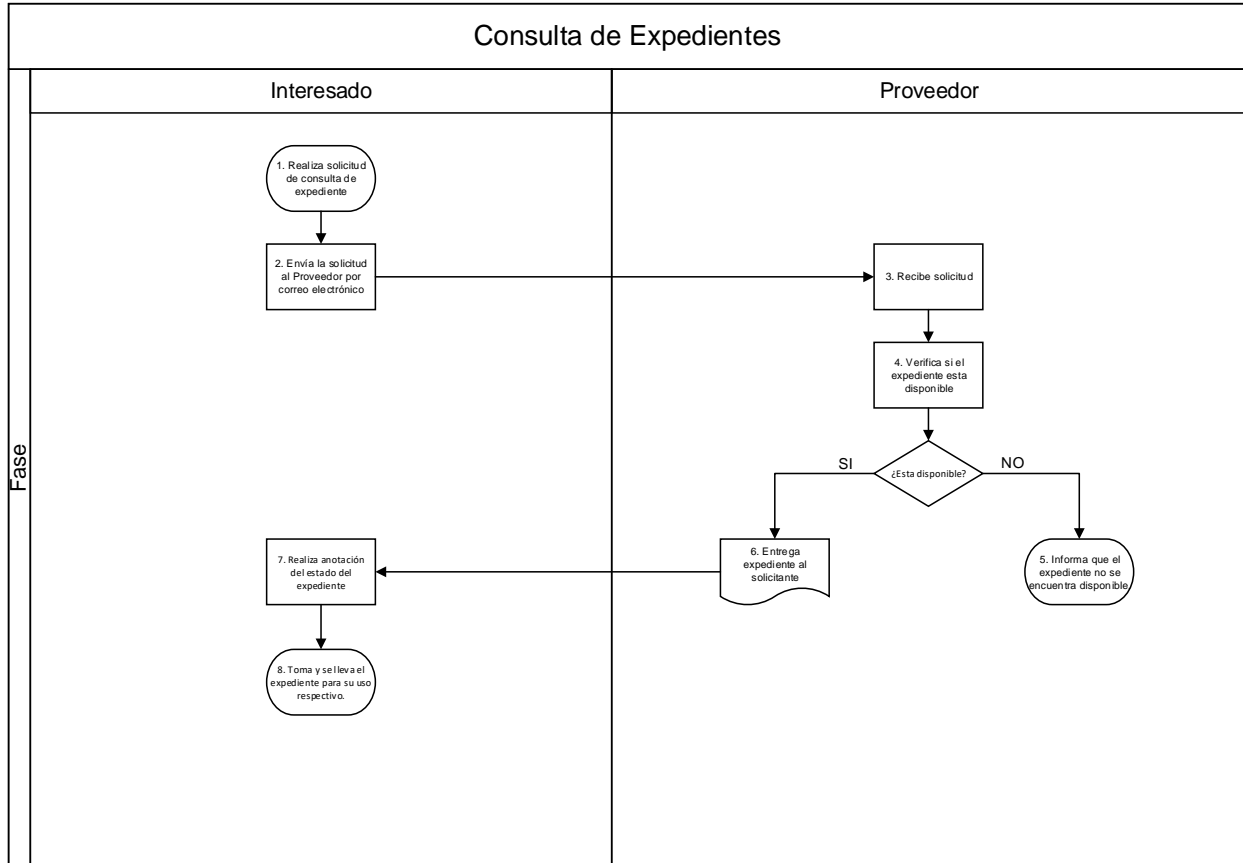 Consulta de Expedientes
Interesado
Proveedor
Fase
1. Realiza solicitud
de consulta de
expediente
2. Envía la solicitud
al Proveedor por
correo electrónico
3. Recibe solicitud
4. Verifica si el
expediente esta
disponible
¿Esta disponible?
SI
NO
5. Informa que el
expediente no se
encuentra disponible
6. Entrega
expediente al
solicitante
7. Realiza anotación
del estado del
expediente
8. Toma y se lleva el
expediente para su uso
respectivo.